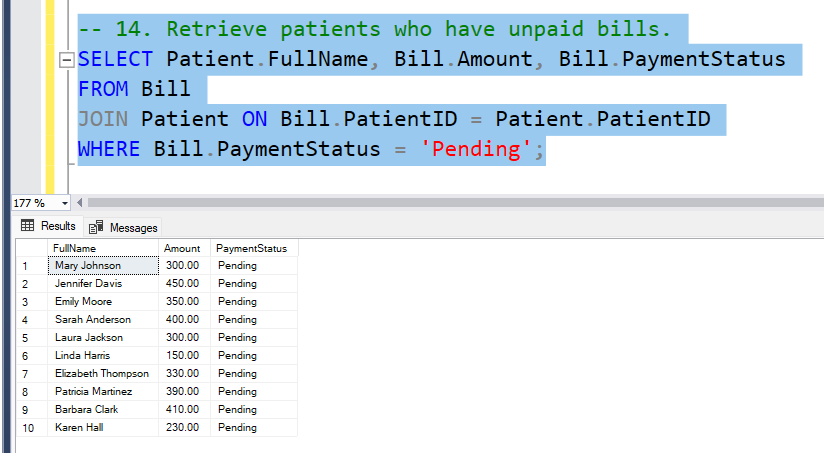 -- 14. Retrieve patients who have unpaid bills.
SELECT Patient.FullName, Bill.Amount, Bill.PaymentStatus
FROM Bill
JOIN Patient ON Bill.PatientID = Patient.PatientID
WHERE Bill.PaymentStatus = 'Pending';
177 %
Results Messages
FullName Amount PaymentStatus
1 Mary Johnson 300.00 Pending
2 Jennifer Davis 450.00 Pending
3 Emily Moore 350.00 Pending
4 Sarah Anderson 400.00 Pending
5 Laura Jackson 300.00 Pending
6 Linda Harris 150.00 Pending
7 Elizabeth Thompson 330.00 Pending
8 Patricia Martinez 390.00 Pending
9 Barbara Clark 410.00 Pending
10 Karen Hall 230.00 Pending